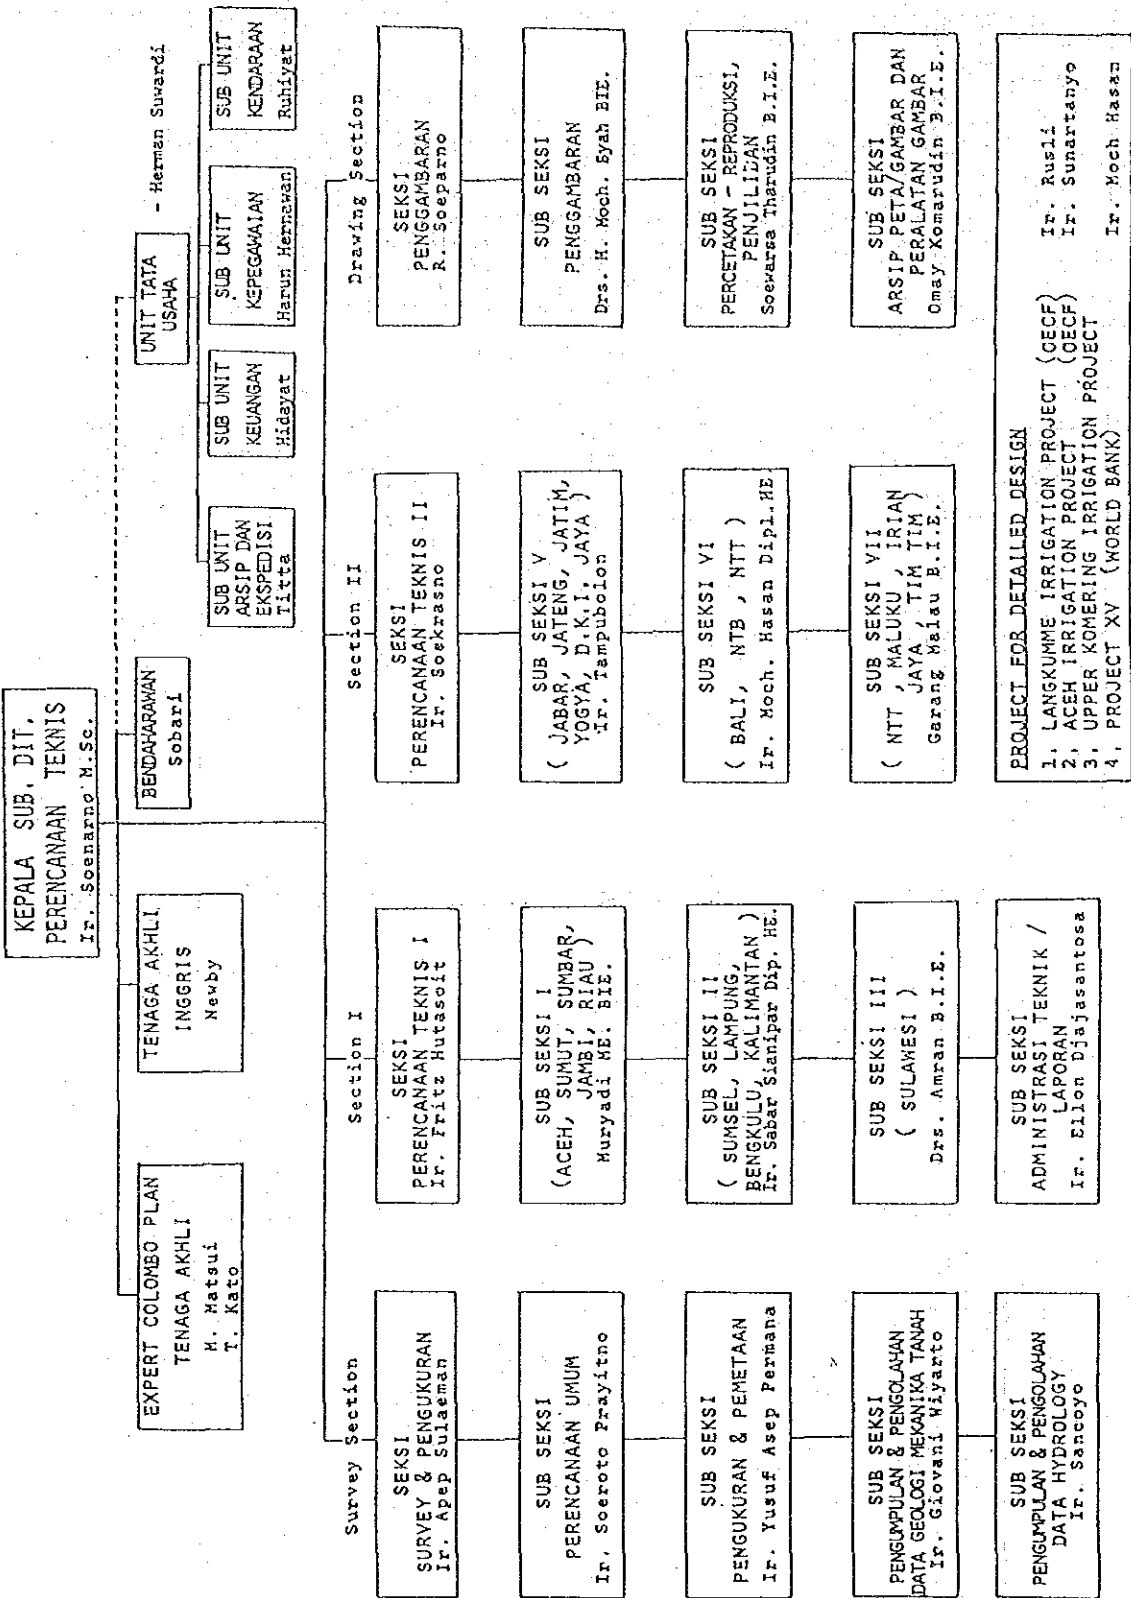 KEPALA SUB. DIT.
PERENCANAAN TEKNIS
Ir. Soenarno M.Sc.
EXPERT COLOMBO PLAN
TENAGA AKHLI
M. Matsui
T. Kato
TENAGA AKHLI
INGGRIS
Newby
BENDAHARAWAN
Sobari
UNIT TATA
USAHA
- Herman Suwardi
SUB UNIT
ARSIP DAN
EKSPEDISI
Titta
SUB UNIT
KEUANGAN
Hidayat
SUB UNIT
KEPEGAWAIAN
Harun Hernawan
SUB UNIT
KENDARAAN
Ruhiyat
Survey Section
SEKSI
SURVEY & PENGUKURAN
Ir. Apep Sulaeman
SUB SEKSI
PERENCANAAN UMUM
Ir. Soeroto Prayitno
SUB SEKSI
PENGUKURAN & PEMETAAN
Ir. Yusuf Asep Permana
SUB SEKSI
PENGUMPULAN & PENGOLAHAN
DATA GEOLOGI MEKANIKA TANAH
Ir. Giovani Wiyarto
SUB SEKSI
PENGUMPULAN & PENGOLAHAN
DATA HYDROLOGY
Ir. Sancoyo
Section I
SEKSI
PERENCANAAN TEKNIS I
Ir. Fritz Hutasoit
SUB SEKSI I
(ACEH, SUMUT, SUMBAR,
JAMBI, RIAU )
Muryadi ME. BIE.
SUB SEKSI II
( SUMSEL, LAMPUNG,
BENGKULU, KALIMANTAN )
Ir. Sabar Sianipar Dip. HE.
SUB SEKSI III
( SULAWESI )
Drs. Amran B.I.E.
SUB SEKSI
ADMINISTRASI TEKNIK /
LAPORAN
Ir. Ellon Djajasantosa
Section II
SEKSI
PERENCANAAN TEKNIS II
Ir. Soekrasno
SUB SEKSI V
( JABAR, JATENG, JATIM,
YOGYA, D.K.I. JAYA )
Ir. Tampubolon
SUB SEKSI VI
( BALI, NTB , NTT )
Ir. Moch. Hasan Dipl.HE
SUB SEKSI VII
( NTT , MALUKU , IRIAN
JAYA , TIM TIM )
Garang Malau B.I.E.
Drawing Section
SEKSI
PENGGAMBARAN
R. Soeparno
SUB SEKSI
PENGGAMBARAN
Drs. H. Moch. Syah BIE.
SUB SEKSI
PERCETAKAN - REPRODUKSI,
PENJILIDAN
Soewarsa Tharudin B.I.E.
SUB SEKSI
ARSIP PETA/GAMBAR DAN
PERALATAN GAMBAR
Omay Komarudin B.I.E.
PROJECT FOR DETAILED DESIGN
1. LANGKUMME IRRIGATION PROJECT (OECF) Ir. Rusli
2. ACEH IRRIGATION PROJECT (OECF) Ir. Sunartanyo
3. UPPER KOMERING IRRIGATION PROJECT
4. PROJECT XV (WORLD BANK) Ir. Moch Hasan